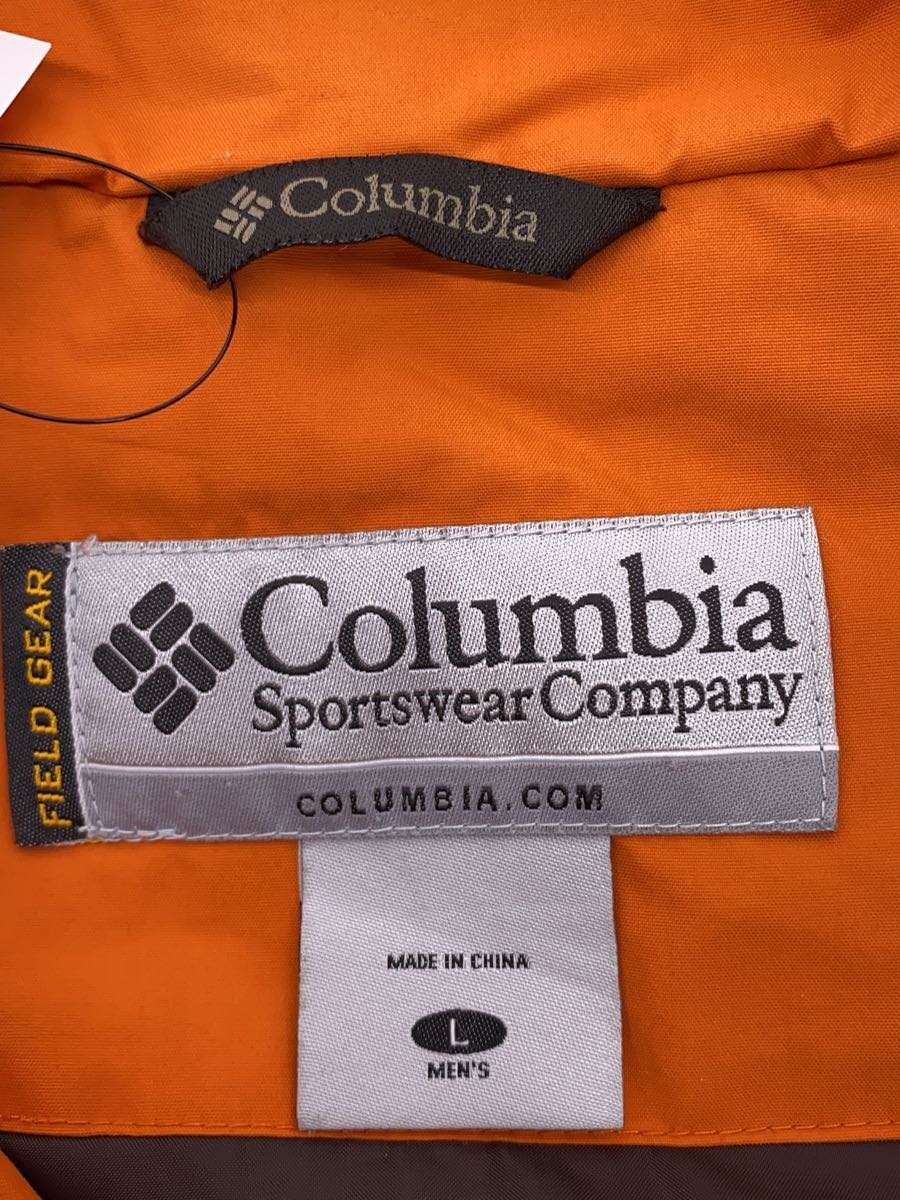 Columbia
FIELD GEAR
Columbia
Sportswear Company
COLUMBIA.COM
MADE IN CHINA
L
MEN'S